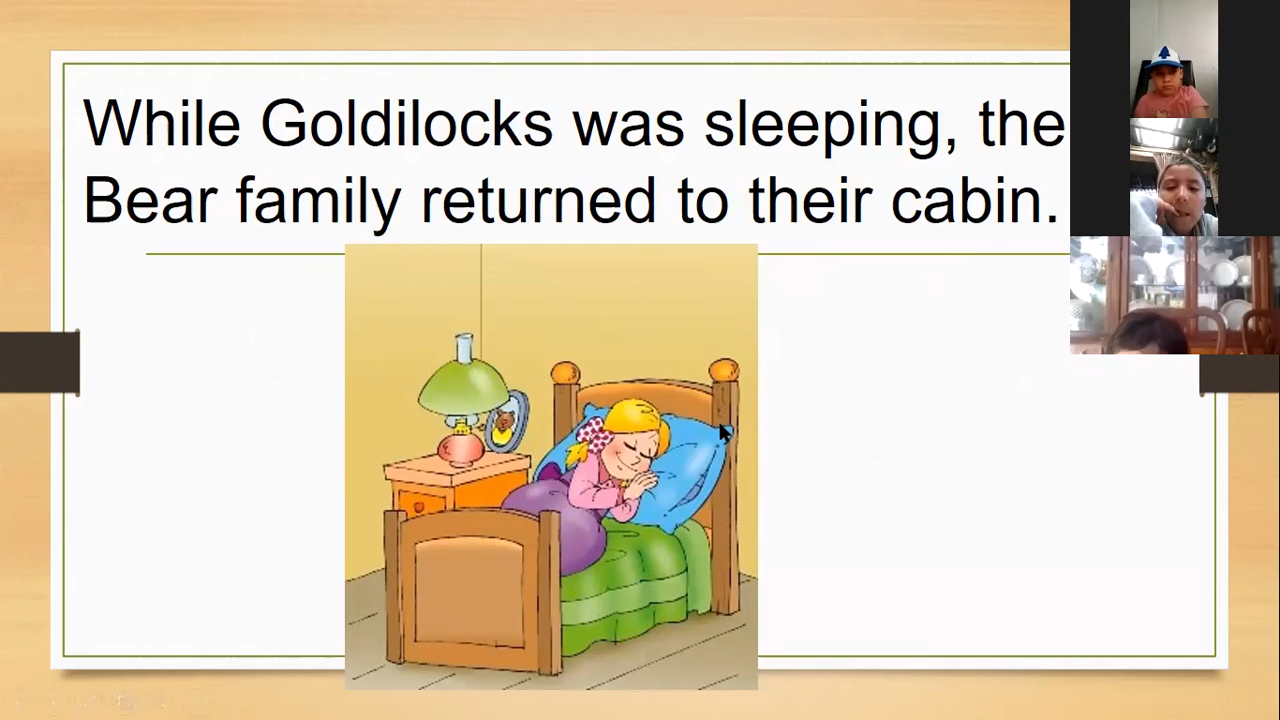 While Goldilocks was sleeping, the
Bear family returned to their cabin.